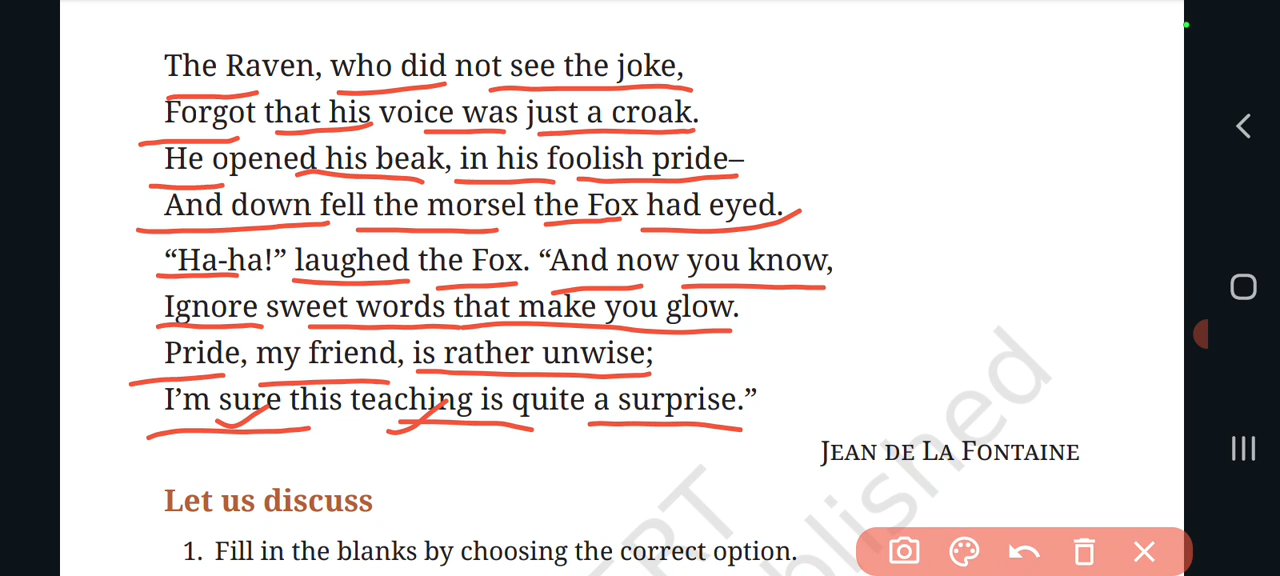 The Raven, who did not see the joke,
Forgot that his voice was just a croak.
He opened his beak, in his foolish pride–
And down fell the morsel the Fox had eyed.
“Ha-ha!” laughed the Fox. “And now you know,
Ignore sweet words that make you glow.
Pride, my friend, is rather unwise;
I’m sure this teaching is quite a surprise.”
JEAN DE LA FONTAINE
Let us discuss
1. Fill in the blanks by choosing the correct option.